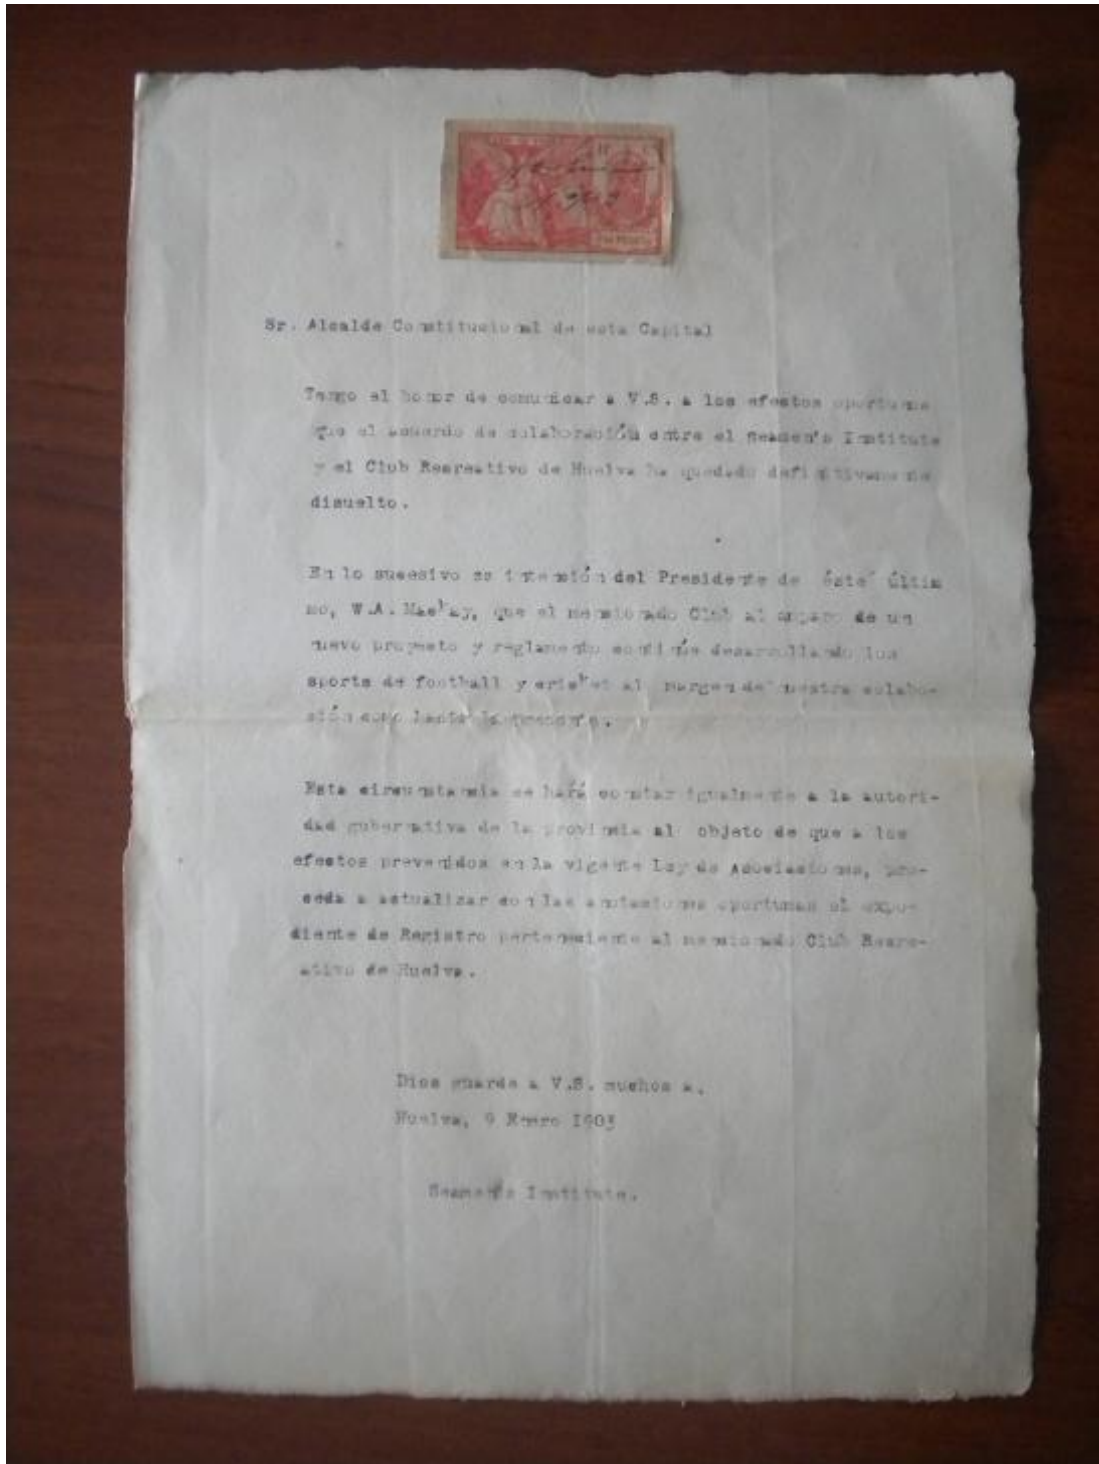 Sr. Alcalde Constitucional de esta Capital
Tengo el honor de comunicar a V.S. a los efectos oportunos
que el acuerdo de colaboración entre el Seamen's Institute
y el Club Recreativo de Huelva ha quedado definitivamente
disuelto.
En lo sucesivo es intención del Presidente de éste últim
mo, W.A. Mackay, que el mencionado Club al amparo de un
nuevo proyecto y reglamento continúe desarrollando los
sports de football y cricket al margen de nuestra colabo-
ción como hasta la presente.
Esta circunstancia se hará constar igualmente a la autori-
dad gubernativa de la provincia al objeto de que a los
efectos prevenidos en la vigente Ley de Asociaciones, pro-
ceda a actualizar con las anotaciones oportunas el expe-
diente de Registro perteneciente al mencionado Club Recre-
ativo de Huelva.
Dios guarde a V.S. muchos a.
Huelva, 9 Enero 1903
Seamen's Institute.